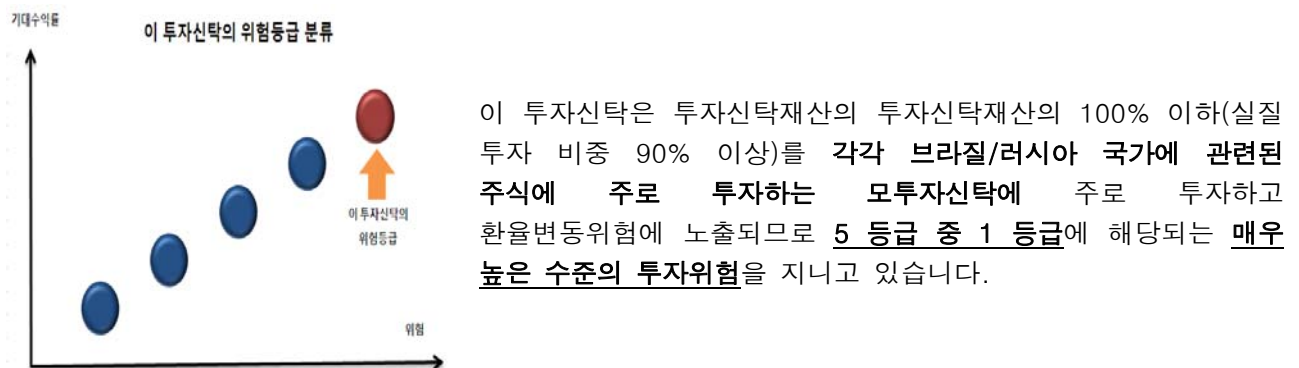 기대수익률
이 투자신탁의 위험등급 분류
이 투자신탁의
위험등급
위험
이 투자신탁은 투자신탁재산의 투자신탁재산의 100% 이하(실질
투자 비중 90% 이상)를 각각 브라질/러시아 국가에 관련된
주식에 주로 투자하는 모투자신탁에 주로 투자하고
환율변동위험에 노출되므로 5 등급 중 1 등급에 해당되는 매우
높은 수준의 투자위험을 지니고 있습니다.